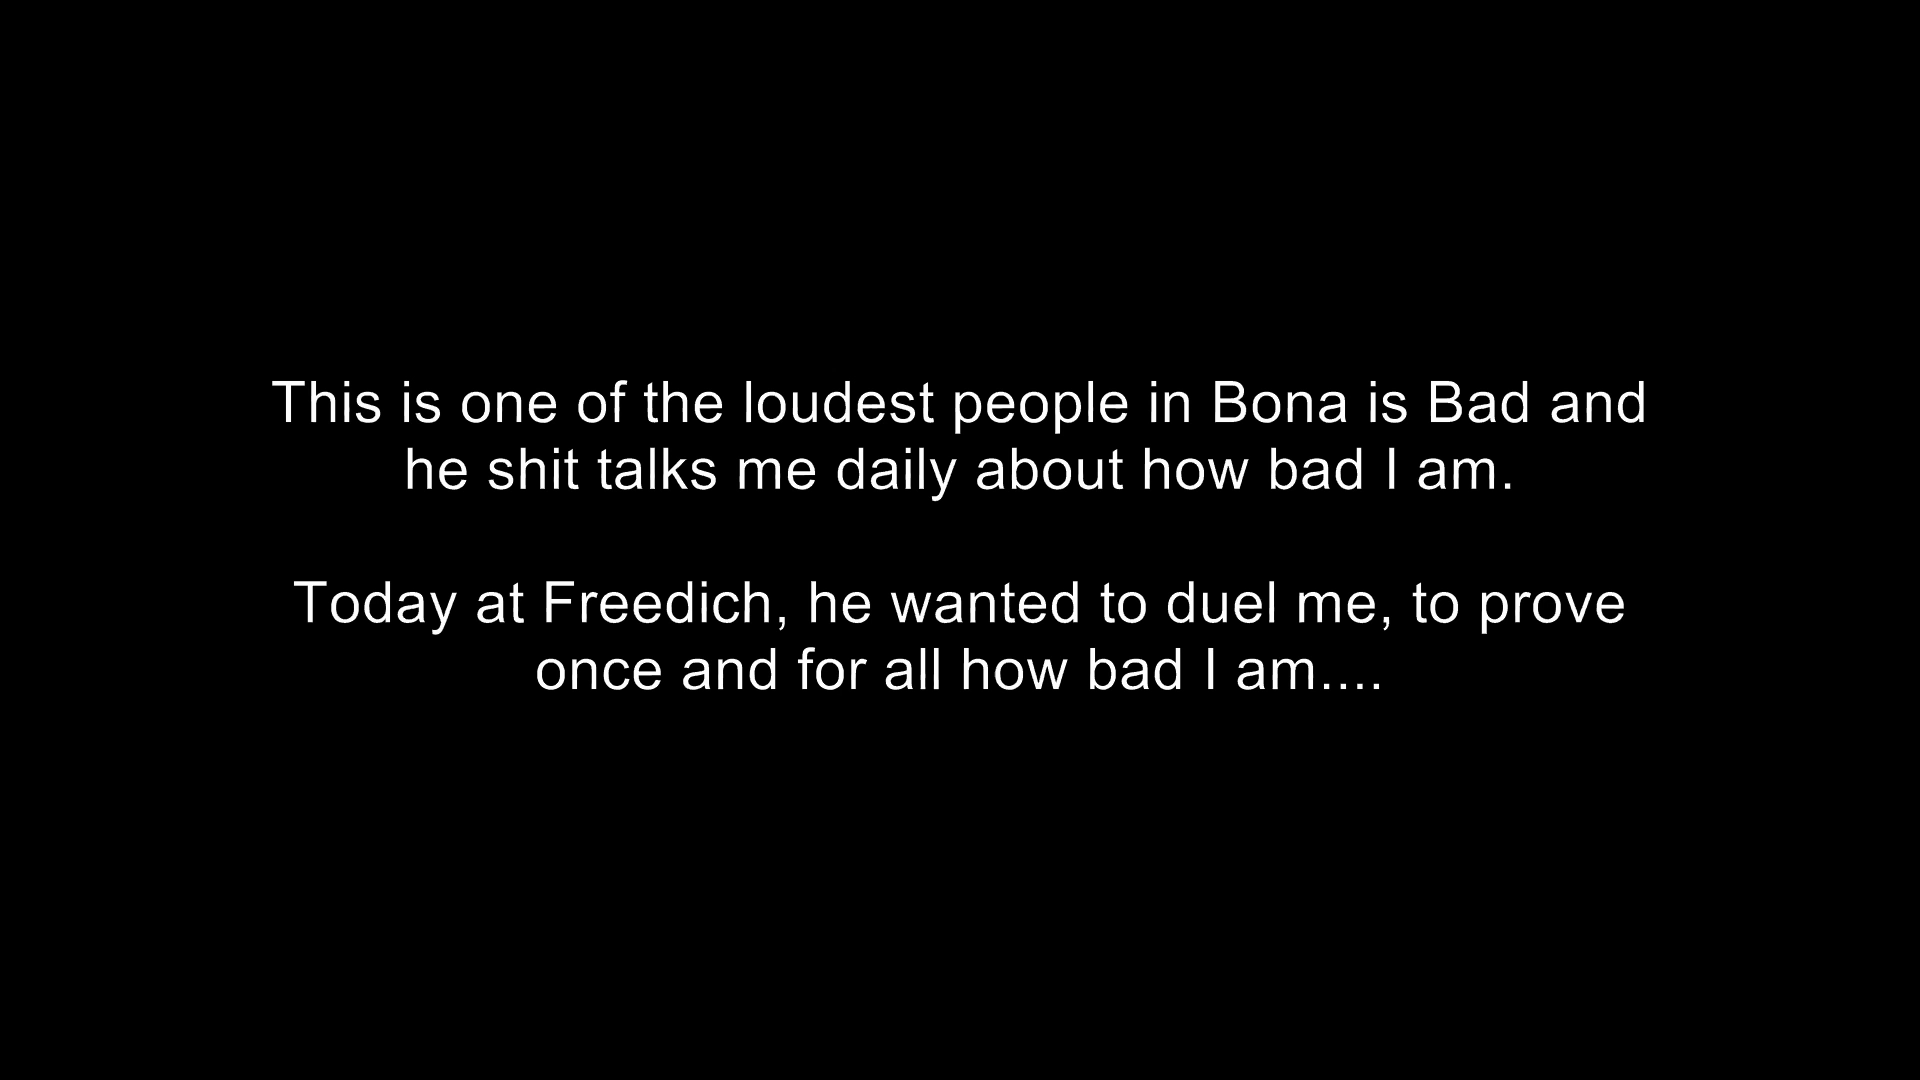 This is one of the loudest people in Bona is Bad and
he shit talks me daily about how bad I am.
Today at Freedich, he wanted to duel me, to prove
once and for all how bad I am....